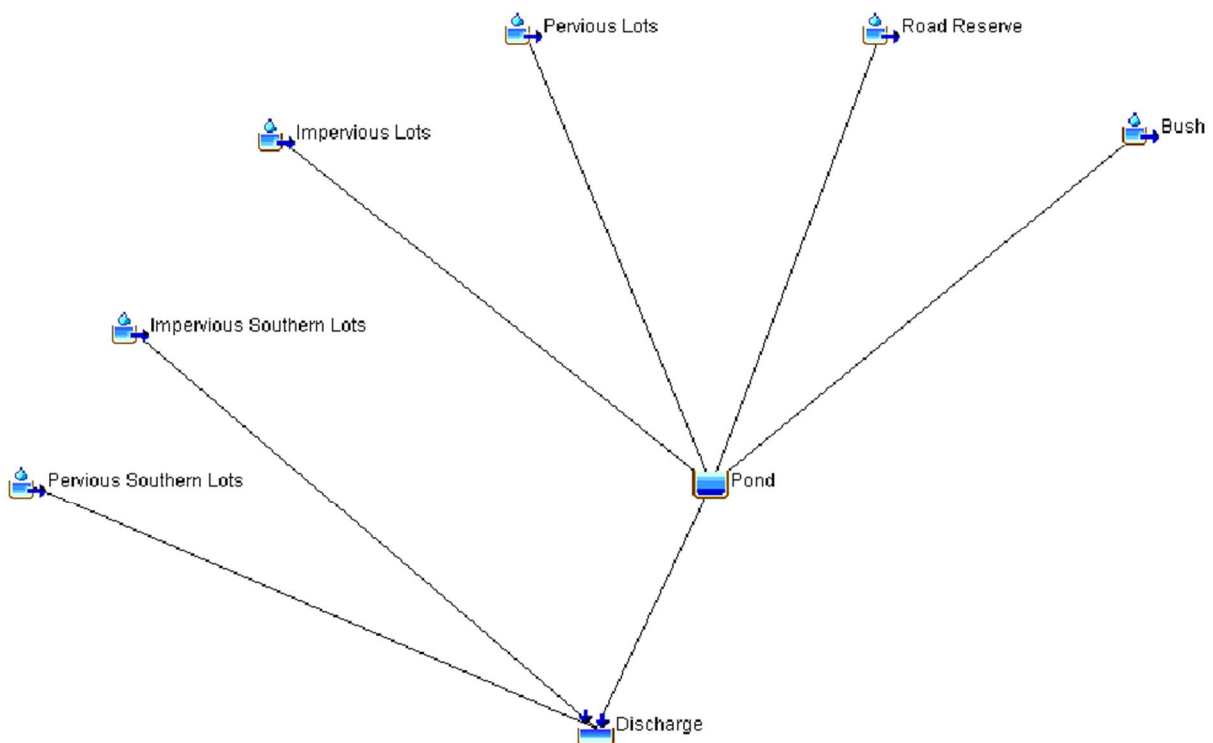 Pervious Lots
Road Reserve
Impervious Lots
Bush
Impervious Southern Lots
Pervious Southern Lots
Pond
Discharge